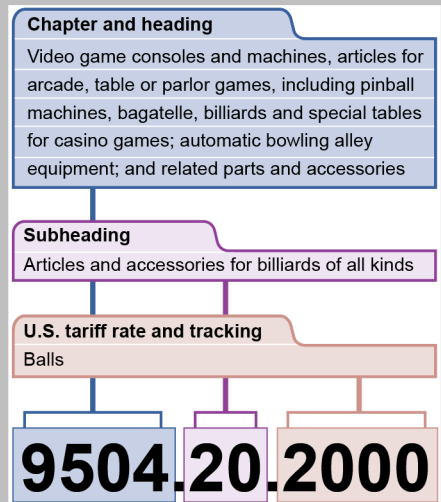 Chapter and heading
Video game consoles and machines, articles for
arcade, table or parlor games, including pinball
machines, bagatelle, billiards and special tables
for casino games; automatic bowling alley
equipment; and related parts and accessories
Subheading
Articles and accessories for billiards of all kinds
U.S. tariff rate and tracking
Balls
9504.20.2000